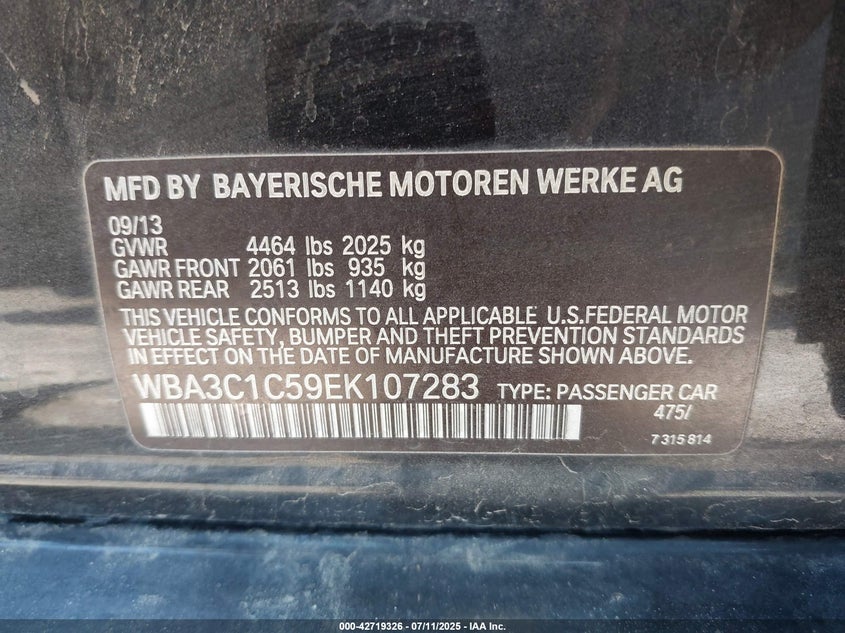 MFD BY BAYERISCHE MOTOREN WERKE AG
09/13
GVWR 4464 lbs 2025 kg
GAWR FRONT 2061 lbs 935 kg
GAWR REAR 2513 lbs 1140 kg
THIS VEHICLE CONFORMS TO ALL APPLICABLE U.S.FEDERAL MOTOR
VEHICLE SAFETY, BUMPER AND THEFT PREVENTION STANDARDS
IN EFFECT ON THE DATE OF MANUFACTURE SHOWN ABOVE.
WBA3C1C59EK107283 TYPE: PASSENGER CAR
475/
7 315 814
000-42719326 - 07/11/2025 - IAA Inc.